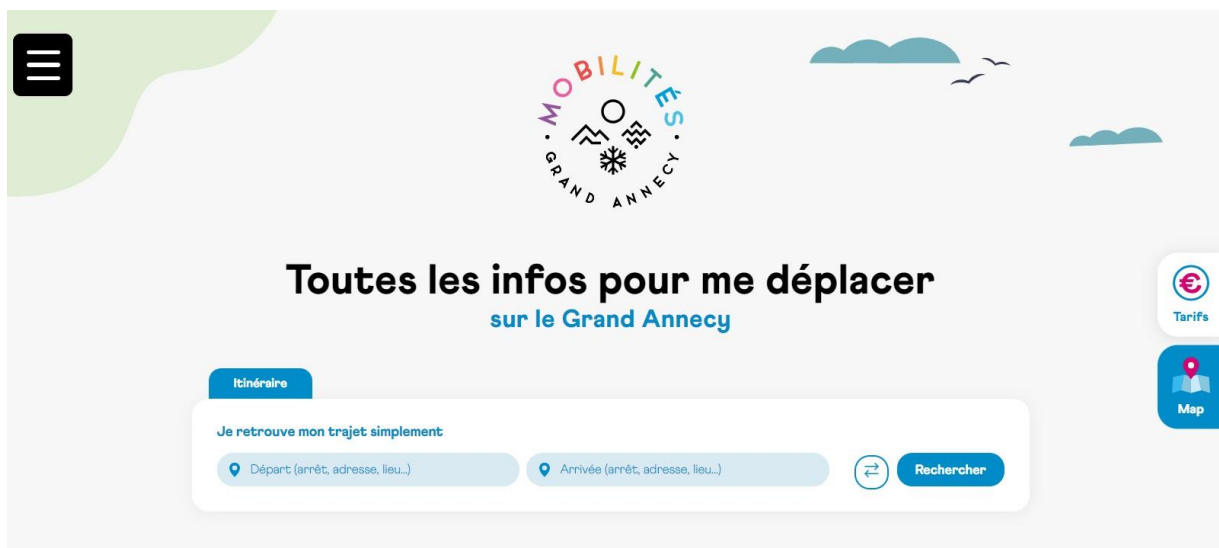 MOBILITÉS
GRAND ANNECY
Toutes les infos pour me déplacer
sur le Grand Annecy
Tarifs
Map
Itinéraire
Je retrouve mon trajet simplement
Départ (arrêt, adresse, lieu...)
Arrivée (arrêt, adresse, lieu...)
Rechercher